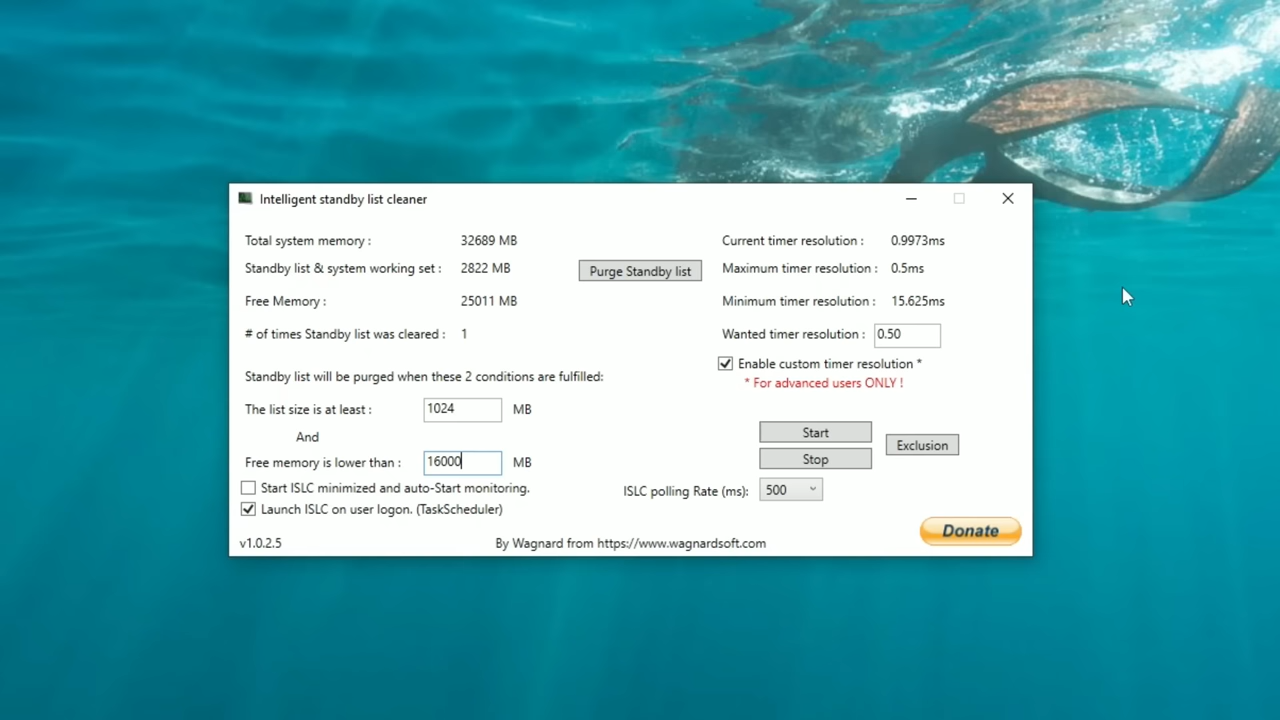 Intelligent standby list cleaner
Total system memory : 32689 MB
Standby list & system working set : 2822 MB
Purge Standby list
Free Memory : 25011 MB
# of times Standby list was cleared : 1
Current timer resolution : 0.9973ms
Maximum timer resolution : 0.5ms
Minimum timer resolution : 15.625ms
Wanted timer resolution : 0.50
Enable custom timer resolution *
* For advanced users ONLY !
Standby list will be purged when these 2 conditions are fulfilled:
The list size is at least : 1024 MB
And
Free memory is lower than : 16000 MB
Start
Stop
Exclusion
Start ISLC minimized and auto-Start monitoring.
Launch ISLC on user logon. (TaskScheduler)
ISLC polling Rate (ms): 500
Donate
v1.0.2.5
By Wagnard from https://www.wagnardsoft.com